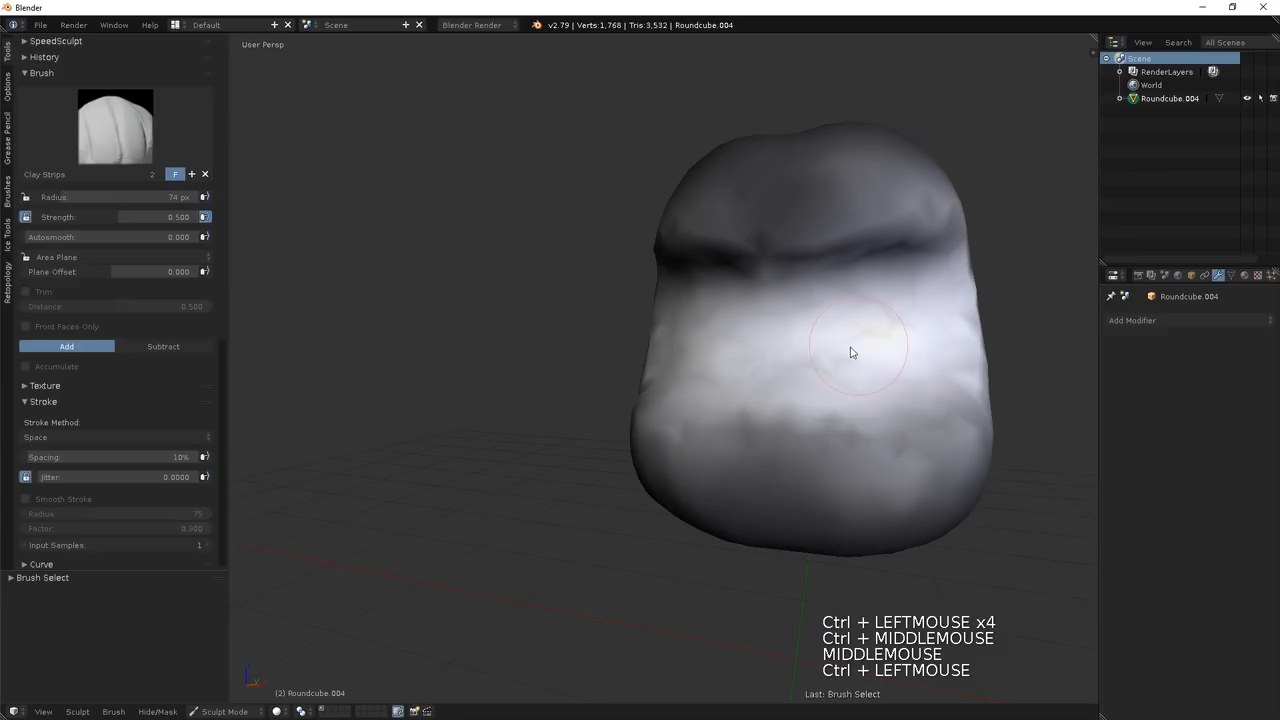 Blender
File Render Window Help Default Scene Blender Render v2.79 | Verts:1,768 | Tris:3,532 | Roundcube.004
SpeedSculpt
History
Brush
Clay Strips 2 F
Radius: 74 px
Strength: 0.500
Autosmooth: 0.000
Area Plane
Plane Offset: 0.000
Trim
Distance: 0.500
Front Faces Only
Add Subtract
Accumulate
Texture
Stroke
Stroke Method:
Space
Spacing: 10%
Jitter: 0.0000
Smooth Stroke
Radius: 75
Factor: 0.900
Input Samples: 1
Curve
Brush Select
Tools
Options
Grease Pencil
Brushes
Ice Tools
Retopology
User Persp
Ctrl + LEFTMOUSE x4
Ctrl + MIDDLEMOUSE
MIDDLEMOUSE
Ctrl + LEFTMOUSE
Last: Brush Select
(2) Roundcube.004
View Sculpt Brush Hide/Mask Sculpt Mode
View Search All Scenes
Scene
RenderLayers
World
Roundcube.004
Roundcube.004
Add Modifier